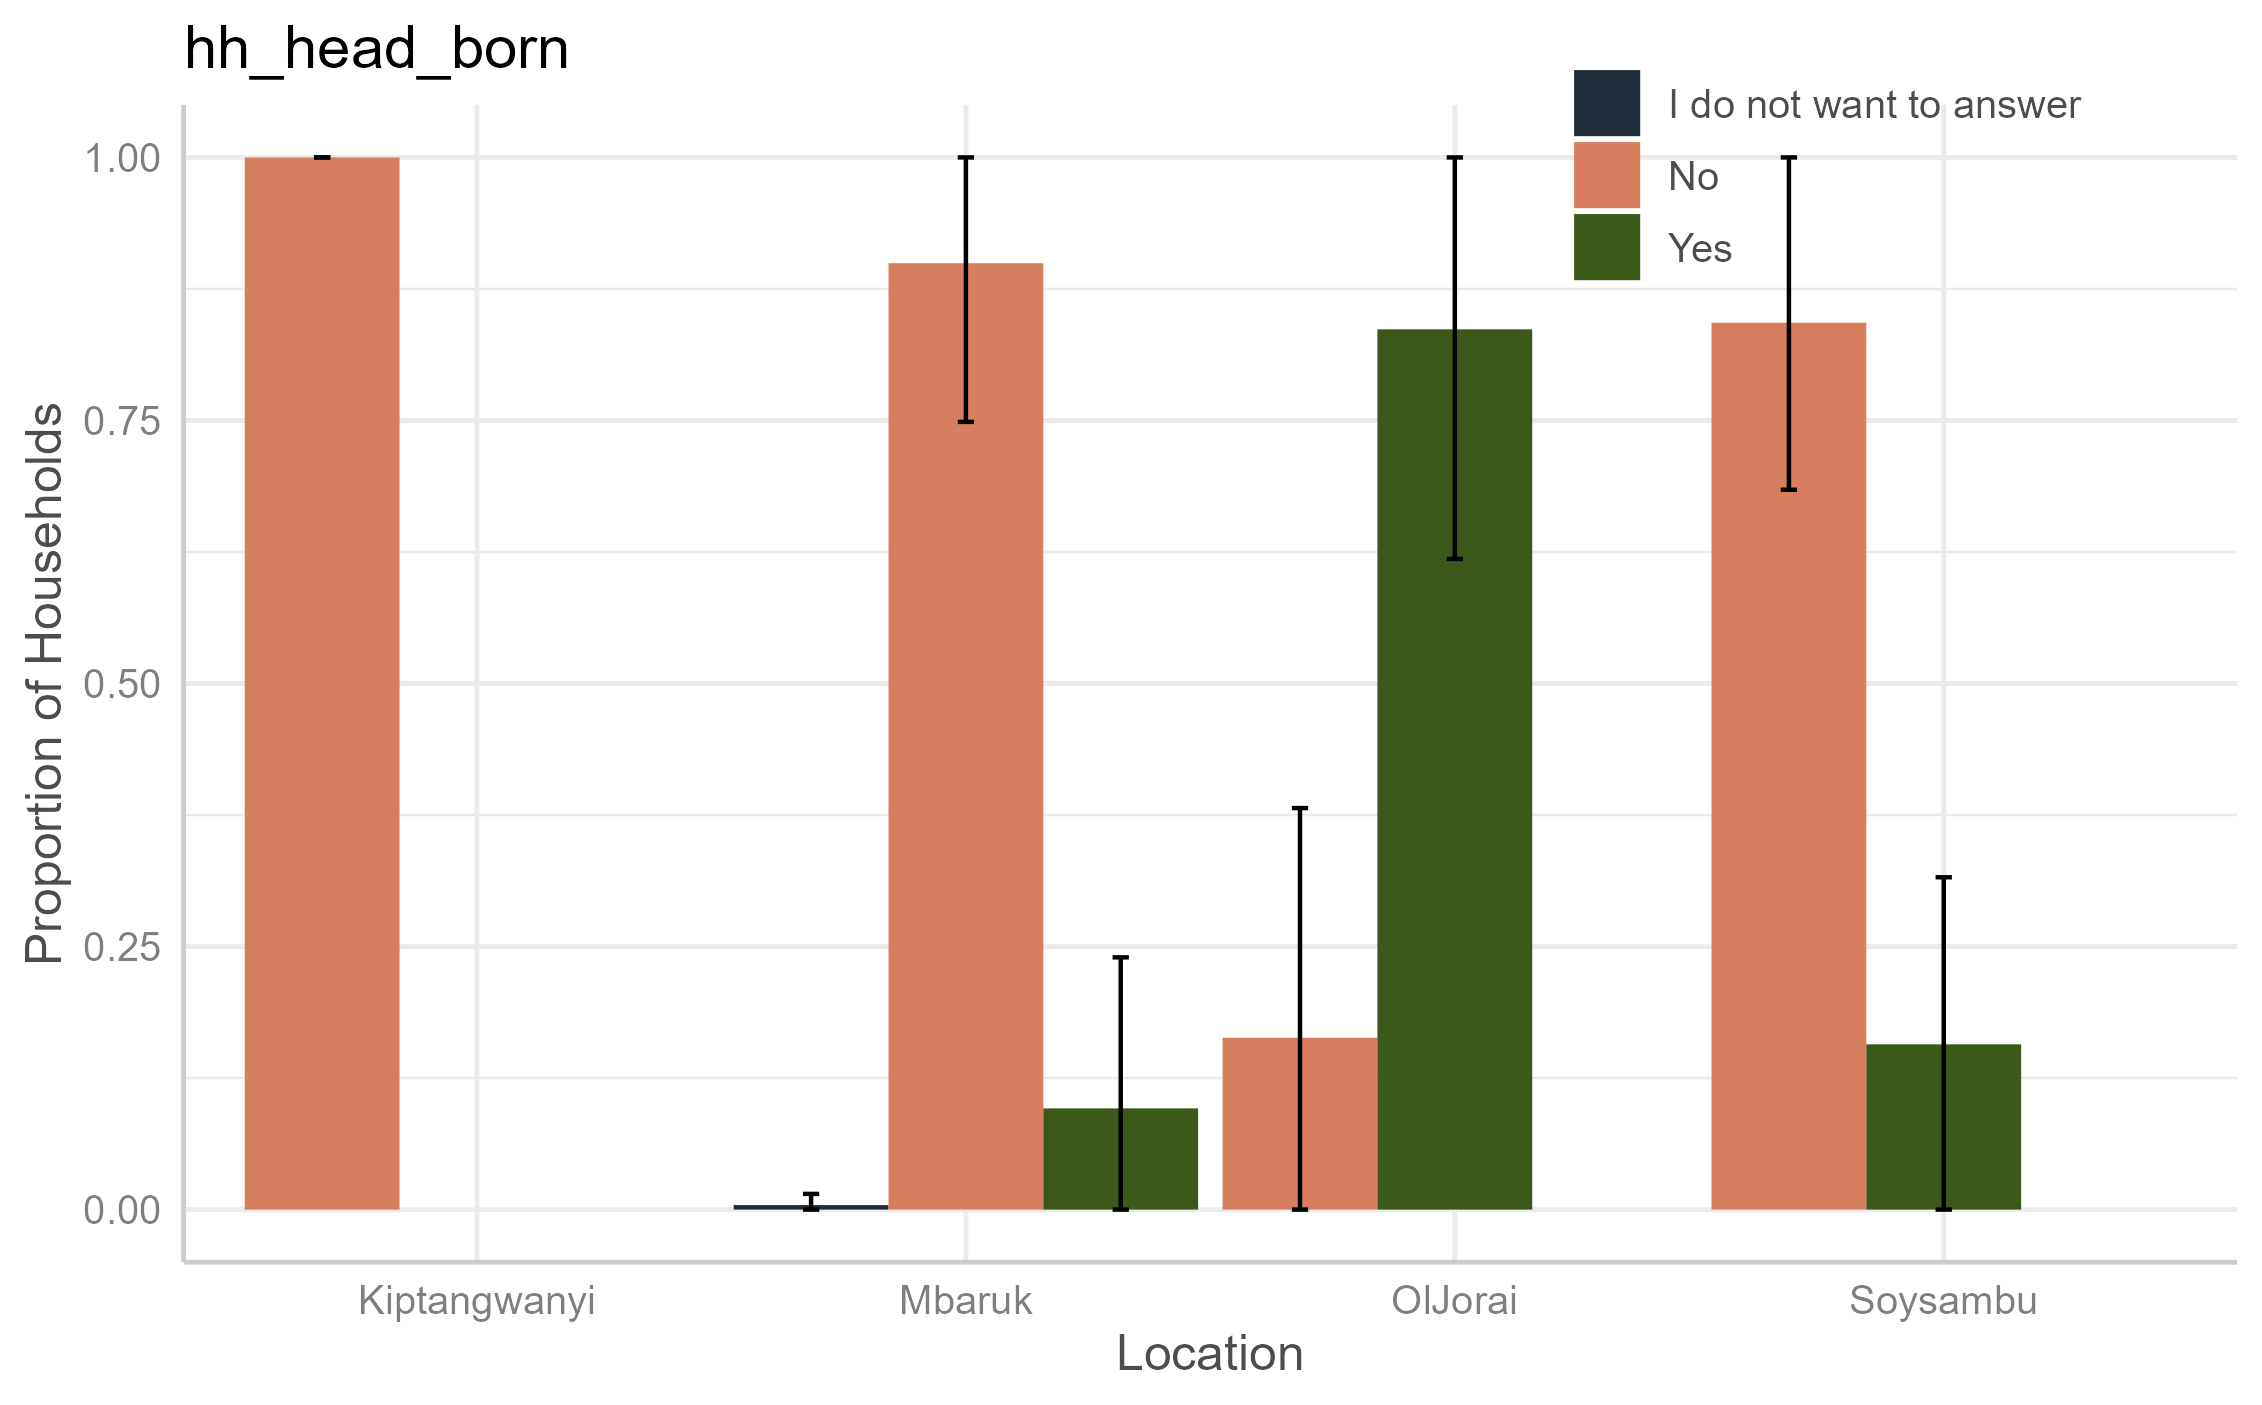 hh_head_born
I do not want to answer
No
Yes
1.00
0.75
0.50
0.25
0.00
Proportion of Households
Kiptangwanyi
Mbaruk
OlJorai
Soysambu
Location